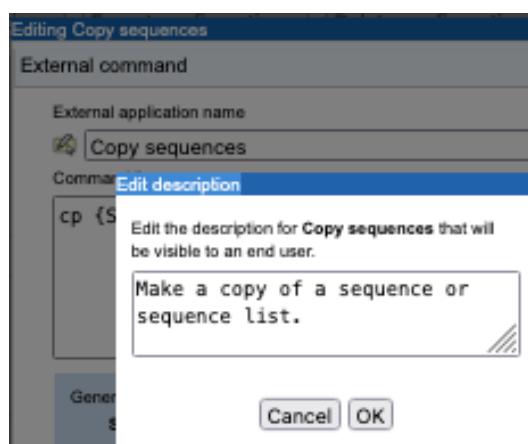 Editing Copy sequences
External command
External application name
Copy sequences
Edit description
cp {S
Edit the description for Copy sequences that will
be visible to an end user.
Make a copy of a sequence or
sequence list.
Gener
Cancel OK